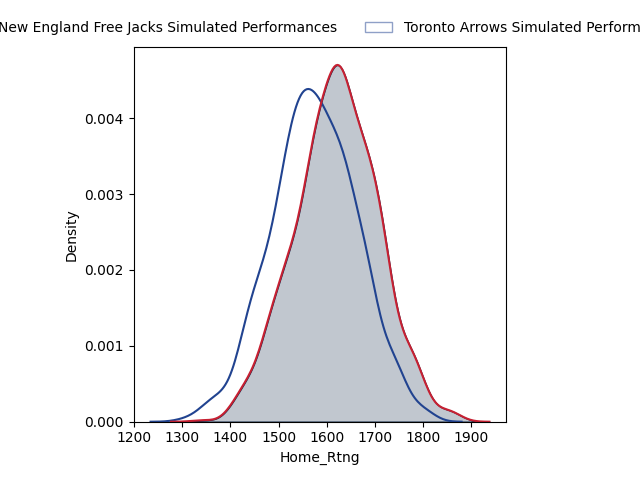 New England Free Jacks Simulated Performances Toronto Arrows Simulated Perform
0.004
0.003
0.002
0.001
0.000
Density
1200 1300 1400 1500 1600 1700 1800 1900
Home_Rtng